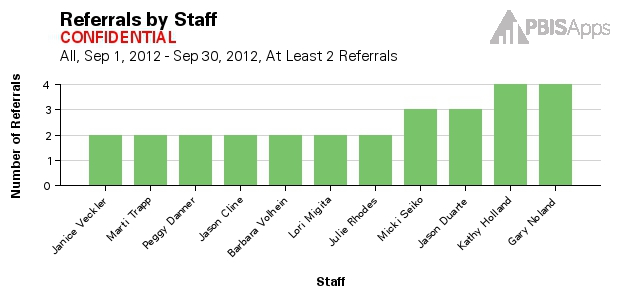 Referrals by Staff
CONFIDENTIAL
All, Sep 1, 2012 - Sep 30, 2012, At Least 2 Referrals
PBISApps
Number of Referrals
4
3
2
1
0
Janice Veckler
Marti Trapp
Peggy Danner
Jason Cline
Barbara Volhein
Lori Migita
Julie Rhodes
Micki Seiko
Jason Duarte
Kathy Holland
Gary Noland
Staff